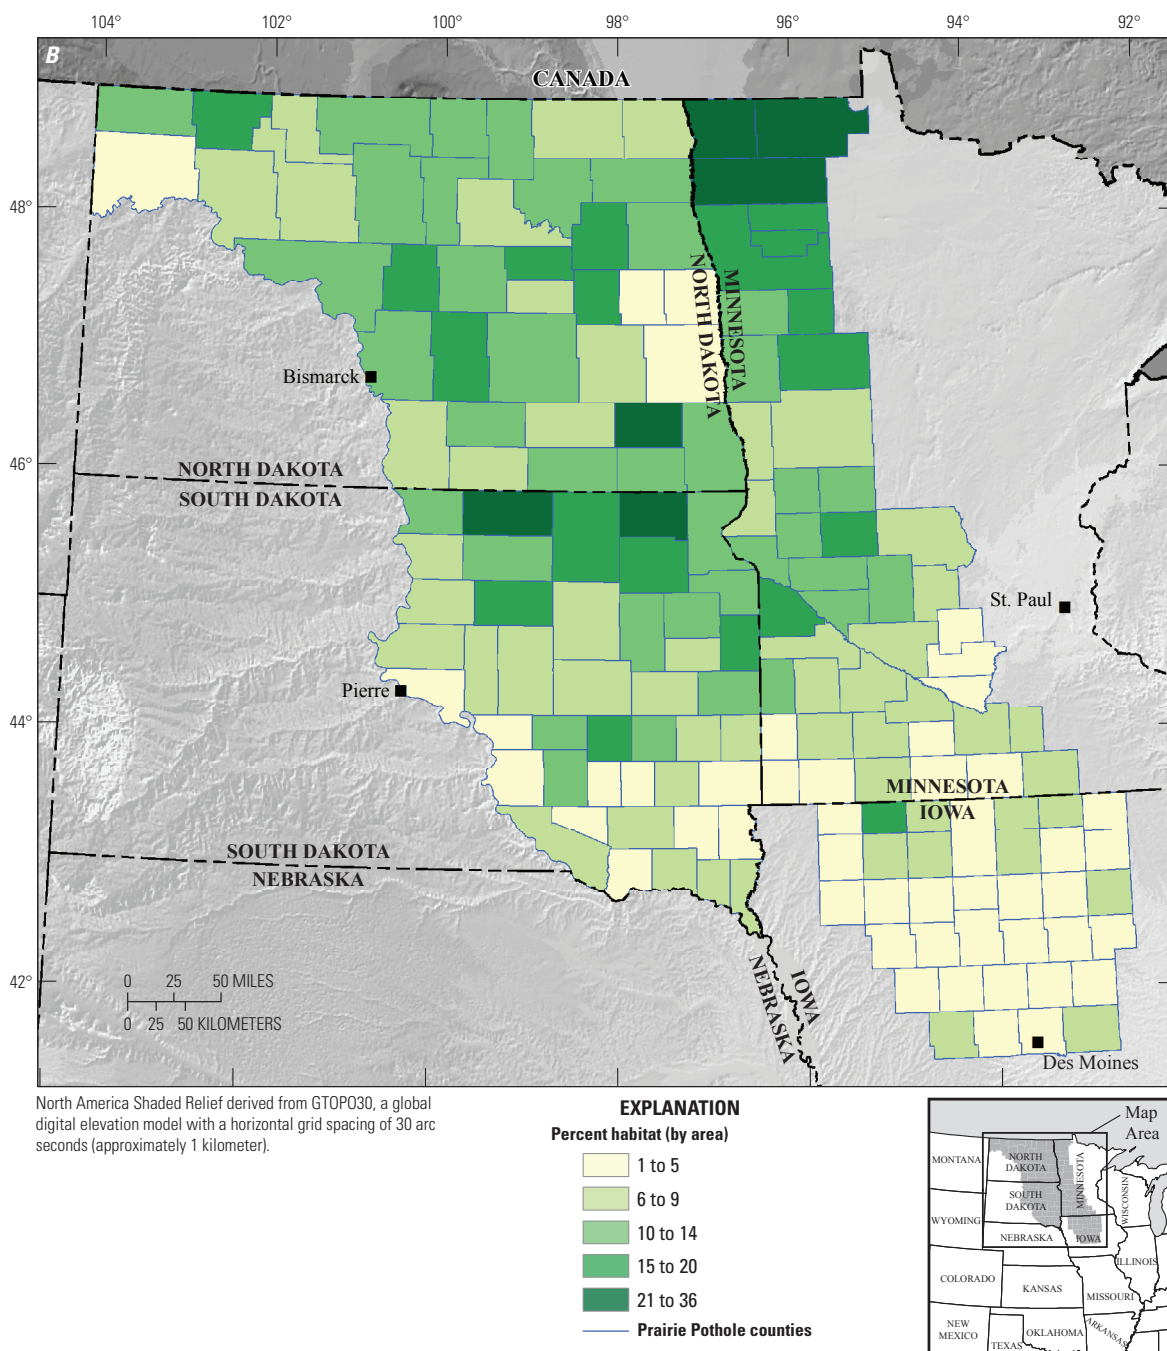 104°
102°
100°
98°
96°
94°
92°
B
CANADA
48°
NORTH DAKOTA
MINNESOTA
Bismarck
46°
NORTH DAKOTA
SOUTH DAKOTA
St. Paul
Pierre
44°
MINNESOTA
IOWA
SOUTH DAKOTA
NEBRASKA
42°
0 25 50 MILES
0 25 50 KILOMETERS
NEBRASKA
IOWA
Des Moines
North America Shaded Relief derived from GTOPO30, a global
digital elevation model with a horizontal grid spacing of 30 arc
seconds (approximately 1 kilometer).
EXPLANATION
Percent habitat (by area)
1 to 5
6 to 9
10 to 14
15 to 20
21 to 36
Prairie Pothole counties
Map
Area
MONTANA
NORTH
DAKOTA
MINNESOTA
SOUTH
DAKOTA
WISCONSIN
WYOMING
NEBRASKA
IOWA
ILLINOIS
COLORADO
KANSAS
MISSOURI
NEW
MEXICO
OKLAHOMA
ARKANSAS
TEXAS